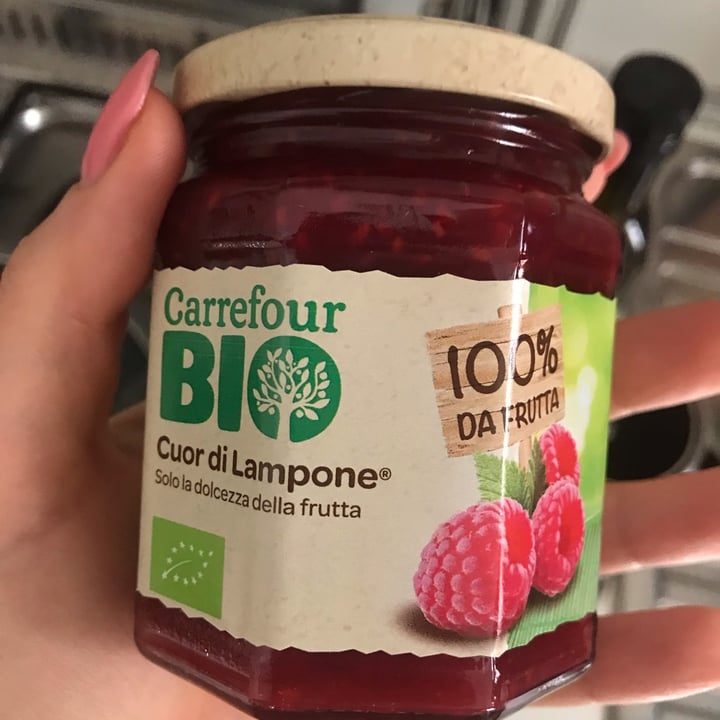 Carrefour
BIO
Cuor di Lampone®
Solo la dolcezza della frutta
100%
DA FRUTTA